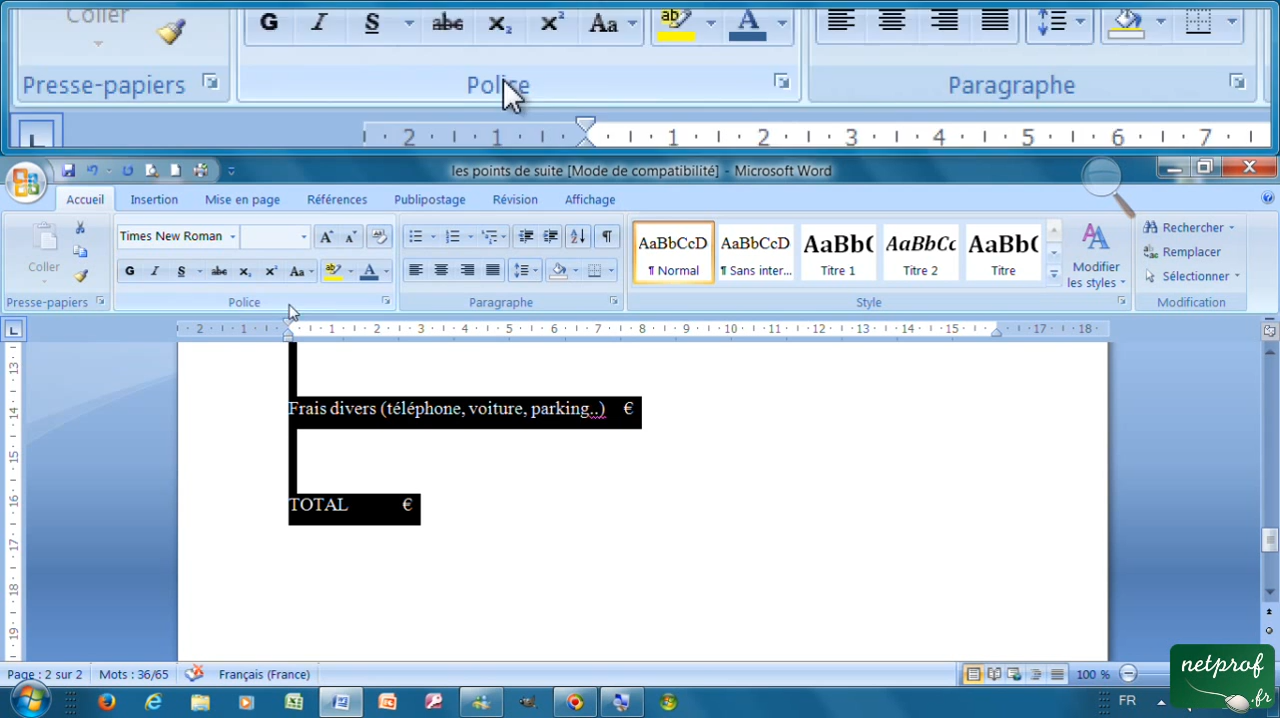 Coller
G I S abc x₂ x² Aa ab A
Presse-papiers Police Paragraphe
2 1 1 2 3 4 5 6 7
les points de suite [Mode de compatibilité] - Microsoft Word
Accueil Insertion Mise en page Références Publipostage Révision Affichage
Times New Roman A A Rechercher
Coller AaBbCcD AaBbCcD AaBbC AaBbCc AaBbC Remplacer
G I S abc x₂ x² Aa ab A ¶ Normal ¶ Sans inter... Titre 1 Titre 2 Titre Modifier les styles Sélectionner
Presse-papiers Police Paragraphe Style Modification
2 1 1 2 3 4 5 6 7 8 9 10 11 12 13 14 15 17 18
13
14
15
16
17
18
19
Frais divers (téléphone, voiture, parking..) €
TOTAL €
Page : 2 sur 2 Mots : 36/65 Français (France) 100 %
FR
netprof
.fr